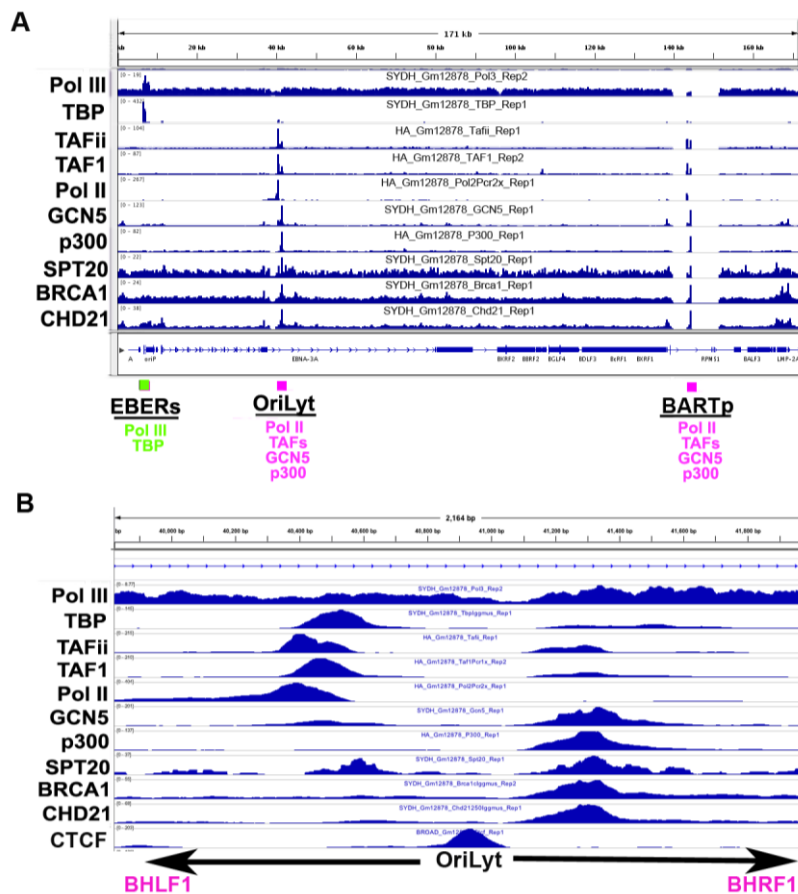 A
171 kb
kb 20 kb 40 kb 60 kb 80 kb 100 kb 120 kb 140 kb 160 kb
Pol III SYDH_Gm12878_Pol3_Rep2
TBP SYDH_Gm12878_TBP_Rep1
TAFii HA_Gm12878_Tafii_Rep1
TAF1 HA_Gm12878_TAF1_Rep2
Pol II HA_Gm12878_Pol2Pcr2x_Rep1
GCN5 SYDH_Gm12878_GCN5_Rep1
p300 HA_Gm12878_P300_Rep1
SPT20 SYDH_Gm12878_Spt20_Rep1
BRCA1 SYDH_Gm12878_Brca1_Rep1
CHD21 SYDH_Gm12878_Chd21_Rep1
A oriP EBNA-3A BKRF2 BBRF2 BGLF4 BDLF3 BcRF1 BXRF1 RPMS1 BALF3 LMP-2A
EBERs OriLyt BARTp
Pol III Pol II Pol II
TBP TAFs TAFs
GCN5 GCN5
p300 p300
B
2,164 bp
40,000 bp 40,200 bp 40,400 bp 40,600 bp 40,800 bp 41,000 bp 41,200 bp 41,400 bp 41,600 bp 41,800 bp
Pol III SYDH_Gm12878_Pol3_Rep2
TBP SYDH_Gm12878_TbpIggmus_Rep1
TAFii HA_Gm12878_Tafii_Rep1
TAF1 HA_Gm12878_Taf1Pcr1x_Rep2
Pol II HA_Gm12878_Pol2Pcr2x_Rep1
GCN5 SYDH_Gm12878_Gcn5_Rep1
p300 HA_Gm12878_P300_Rep1
SPT20 SYDH_Gm12878_Spt20_Rep1
BRCA1 SYDH_Gm12878_Brca1cIggmus_Rep2
CHD21 SYDH_Gm12878_Chd21250Iggmus_Rep1
CTCF
OriLyt
BHLF1 BHRF1